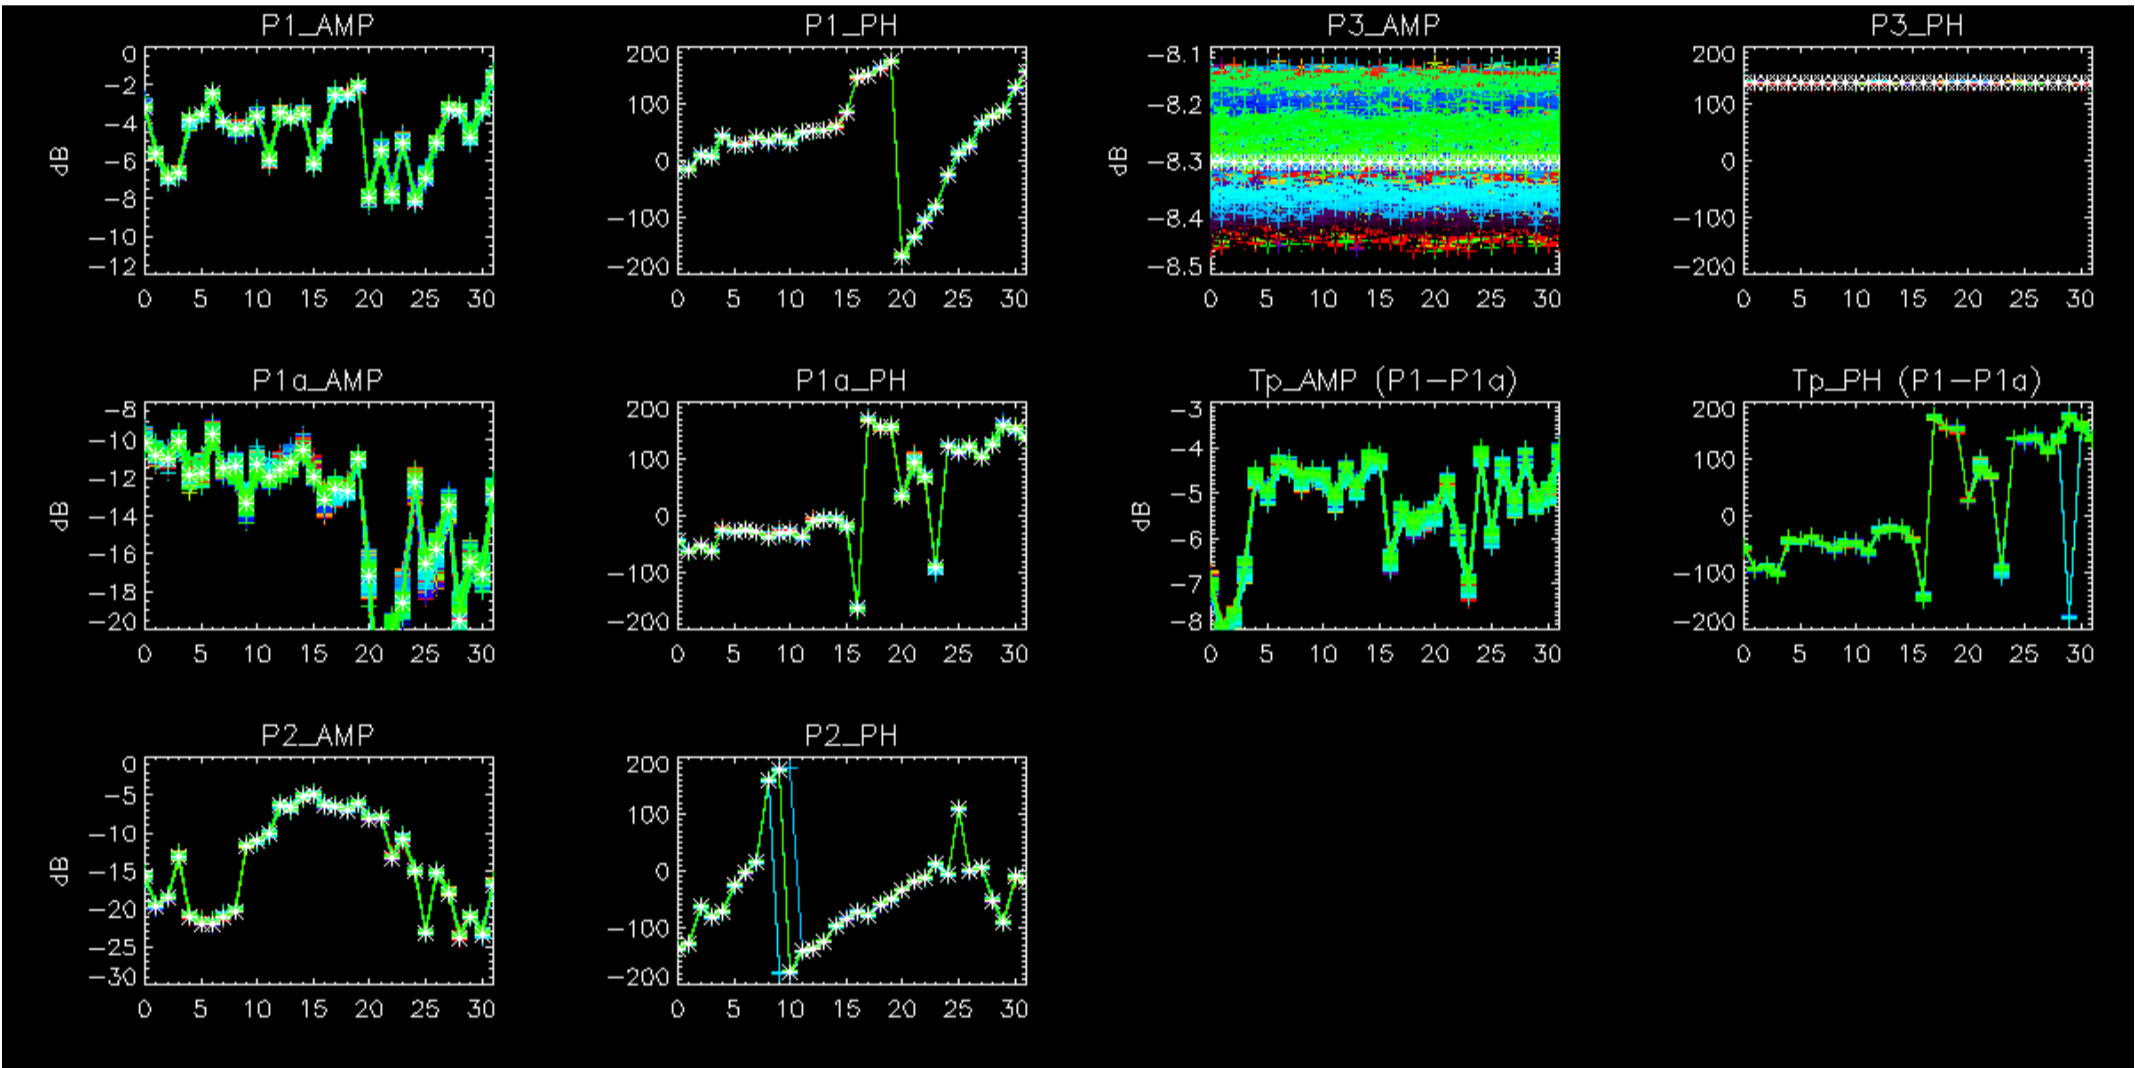 P1_AMP P1_PH P3_AMP P3_PH
dB 0 −2 −4 −6 −8 −10 −12
200 100 0 −100 −200
dB −8.1 −8.2 −8.3 −8.4 −8.5
200 100 0 −100 −200
0 5 10 15 20 25 30
0 5 10 15 20 25 30
0 5 10 15 20 25 30
0 5 10 15 20 25 30
P1a_AMP P1a_PH Tp_AMP (P1−P1a) Tp_PH (P1−P1a)
dB −8 −10 −12 −14 −16 −18 −20
200 100 0 −100 −200
dB −3 −4 −5 −6 −7 −8
200 100 0 −100 −200
0 5 10 15 20 25 30
0 5 10 15 20 25 30
0 5 10 15 20 25 30
0 5 10 15 20 25 30
P2_AMP P2_PH
dB 0 −5 −10 −15 −20 −25 −30
200 100 0 −100 −200
0 5 10 15 20 25 30
0 5 10 15 20 25 30